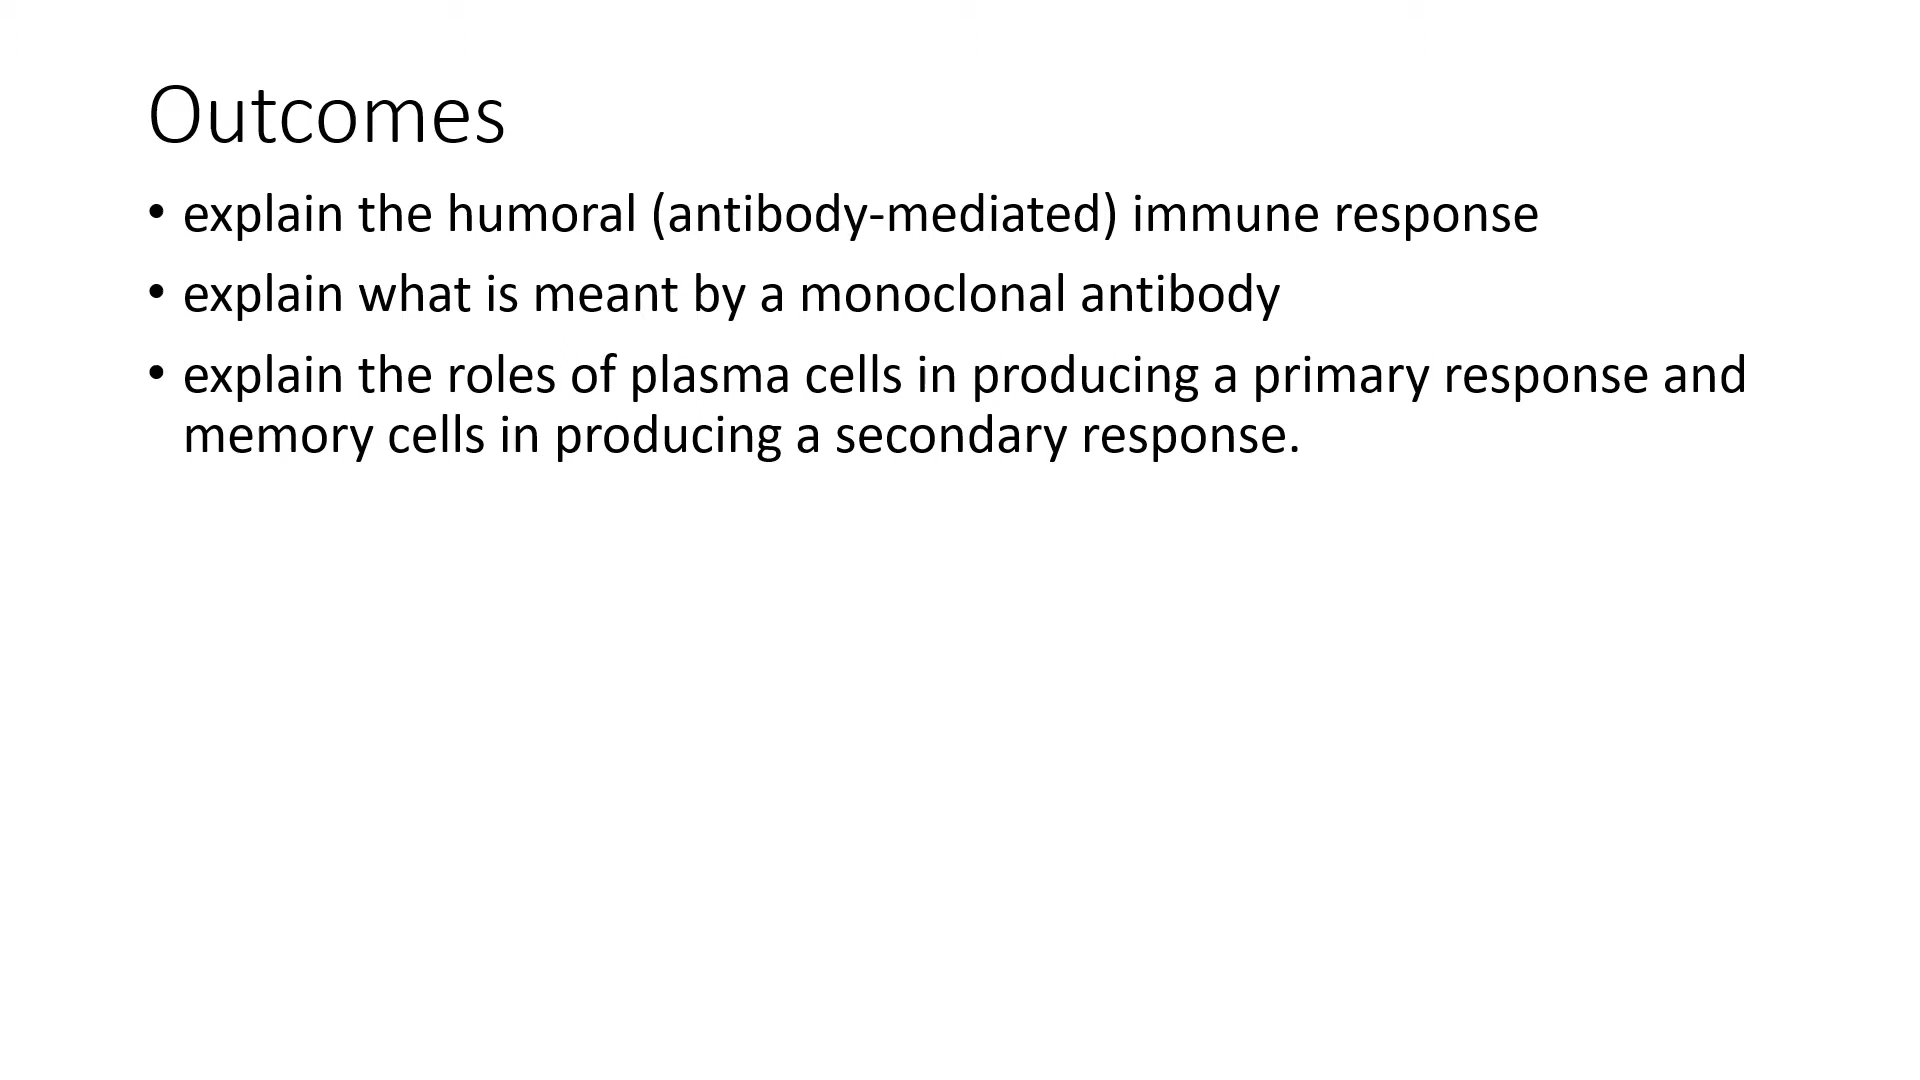 Outcomes
• explain the humoral (antibody-mediated) immune response
• explain what is meant by a monoclonal antibody
• explain the roles of plasma cells in producing a primary response and
memory cells in producing a secondary response.